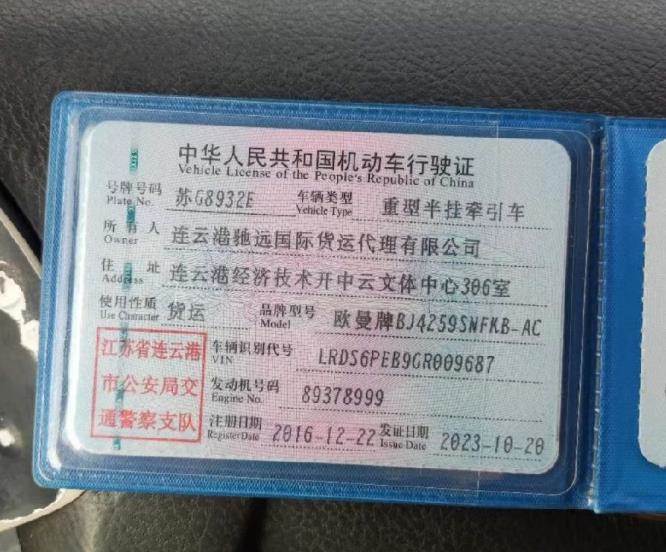 中华人民共和国机动车行驶证
Vehicle License of the People's Republic of China
号牌号码 苏G8932E 车辆类型 重型半挂牵引车
Plate No. Vehicle Type
所有人 连云港驰远国际货运代理有限公司
Owner
住址 连云港经济技术开中云文体中心306室
Address
使用性质 货运 品牌型号 欧曼牌BJ4259SNFKB-AC
Use Character Model
江苏省连云港
市公安局交
通警察支队
车辆识别代号 LRDS6PEB9GR009687
VIN
发动机号码 89378999
Engine No.
注册日期 2016-12-22 发证日期 2023-10-20
Register Date Issue Date